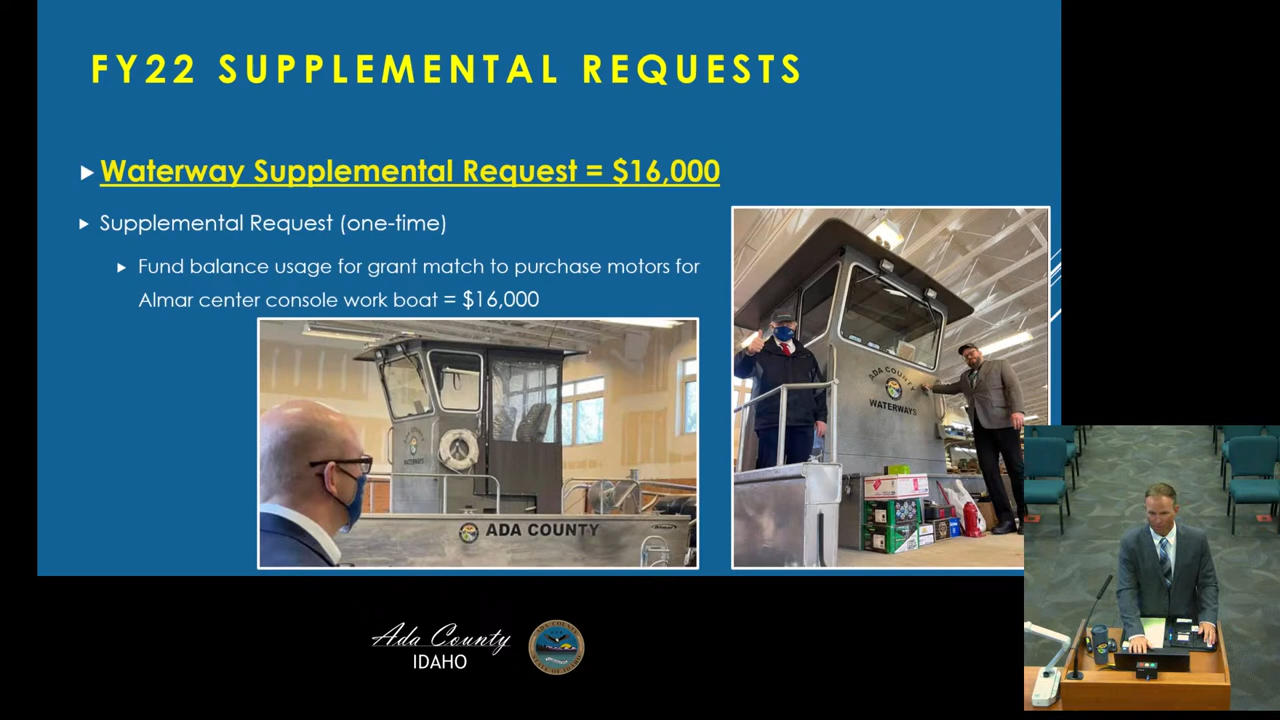 FY22 SUPPLEMENTAL REQUESTS
Waterway Supplemental Request = $16,000
Supplemental Request (one-time)
Fund balance usage for grant match to purchase motors for
Almar center console work boat = $16,000
ADA COUNTY
WATERWAYS
ADA COUNTY
Ada County
IDAHO